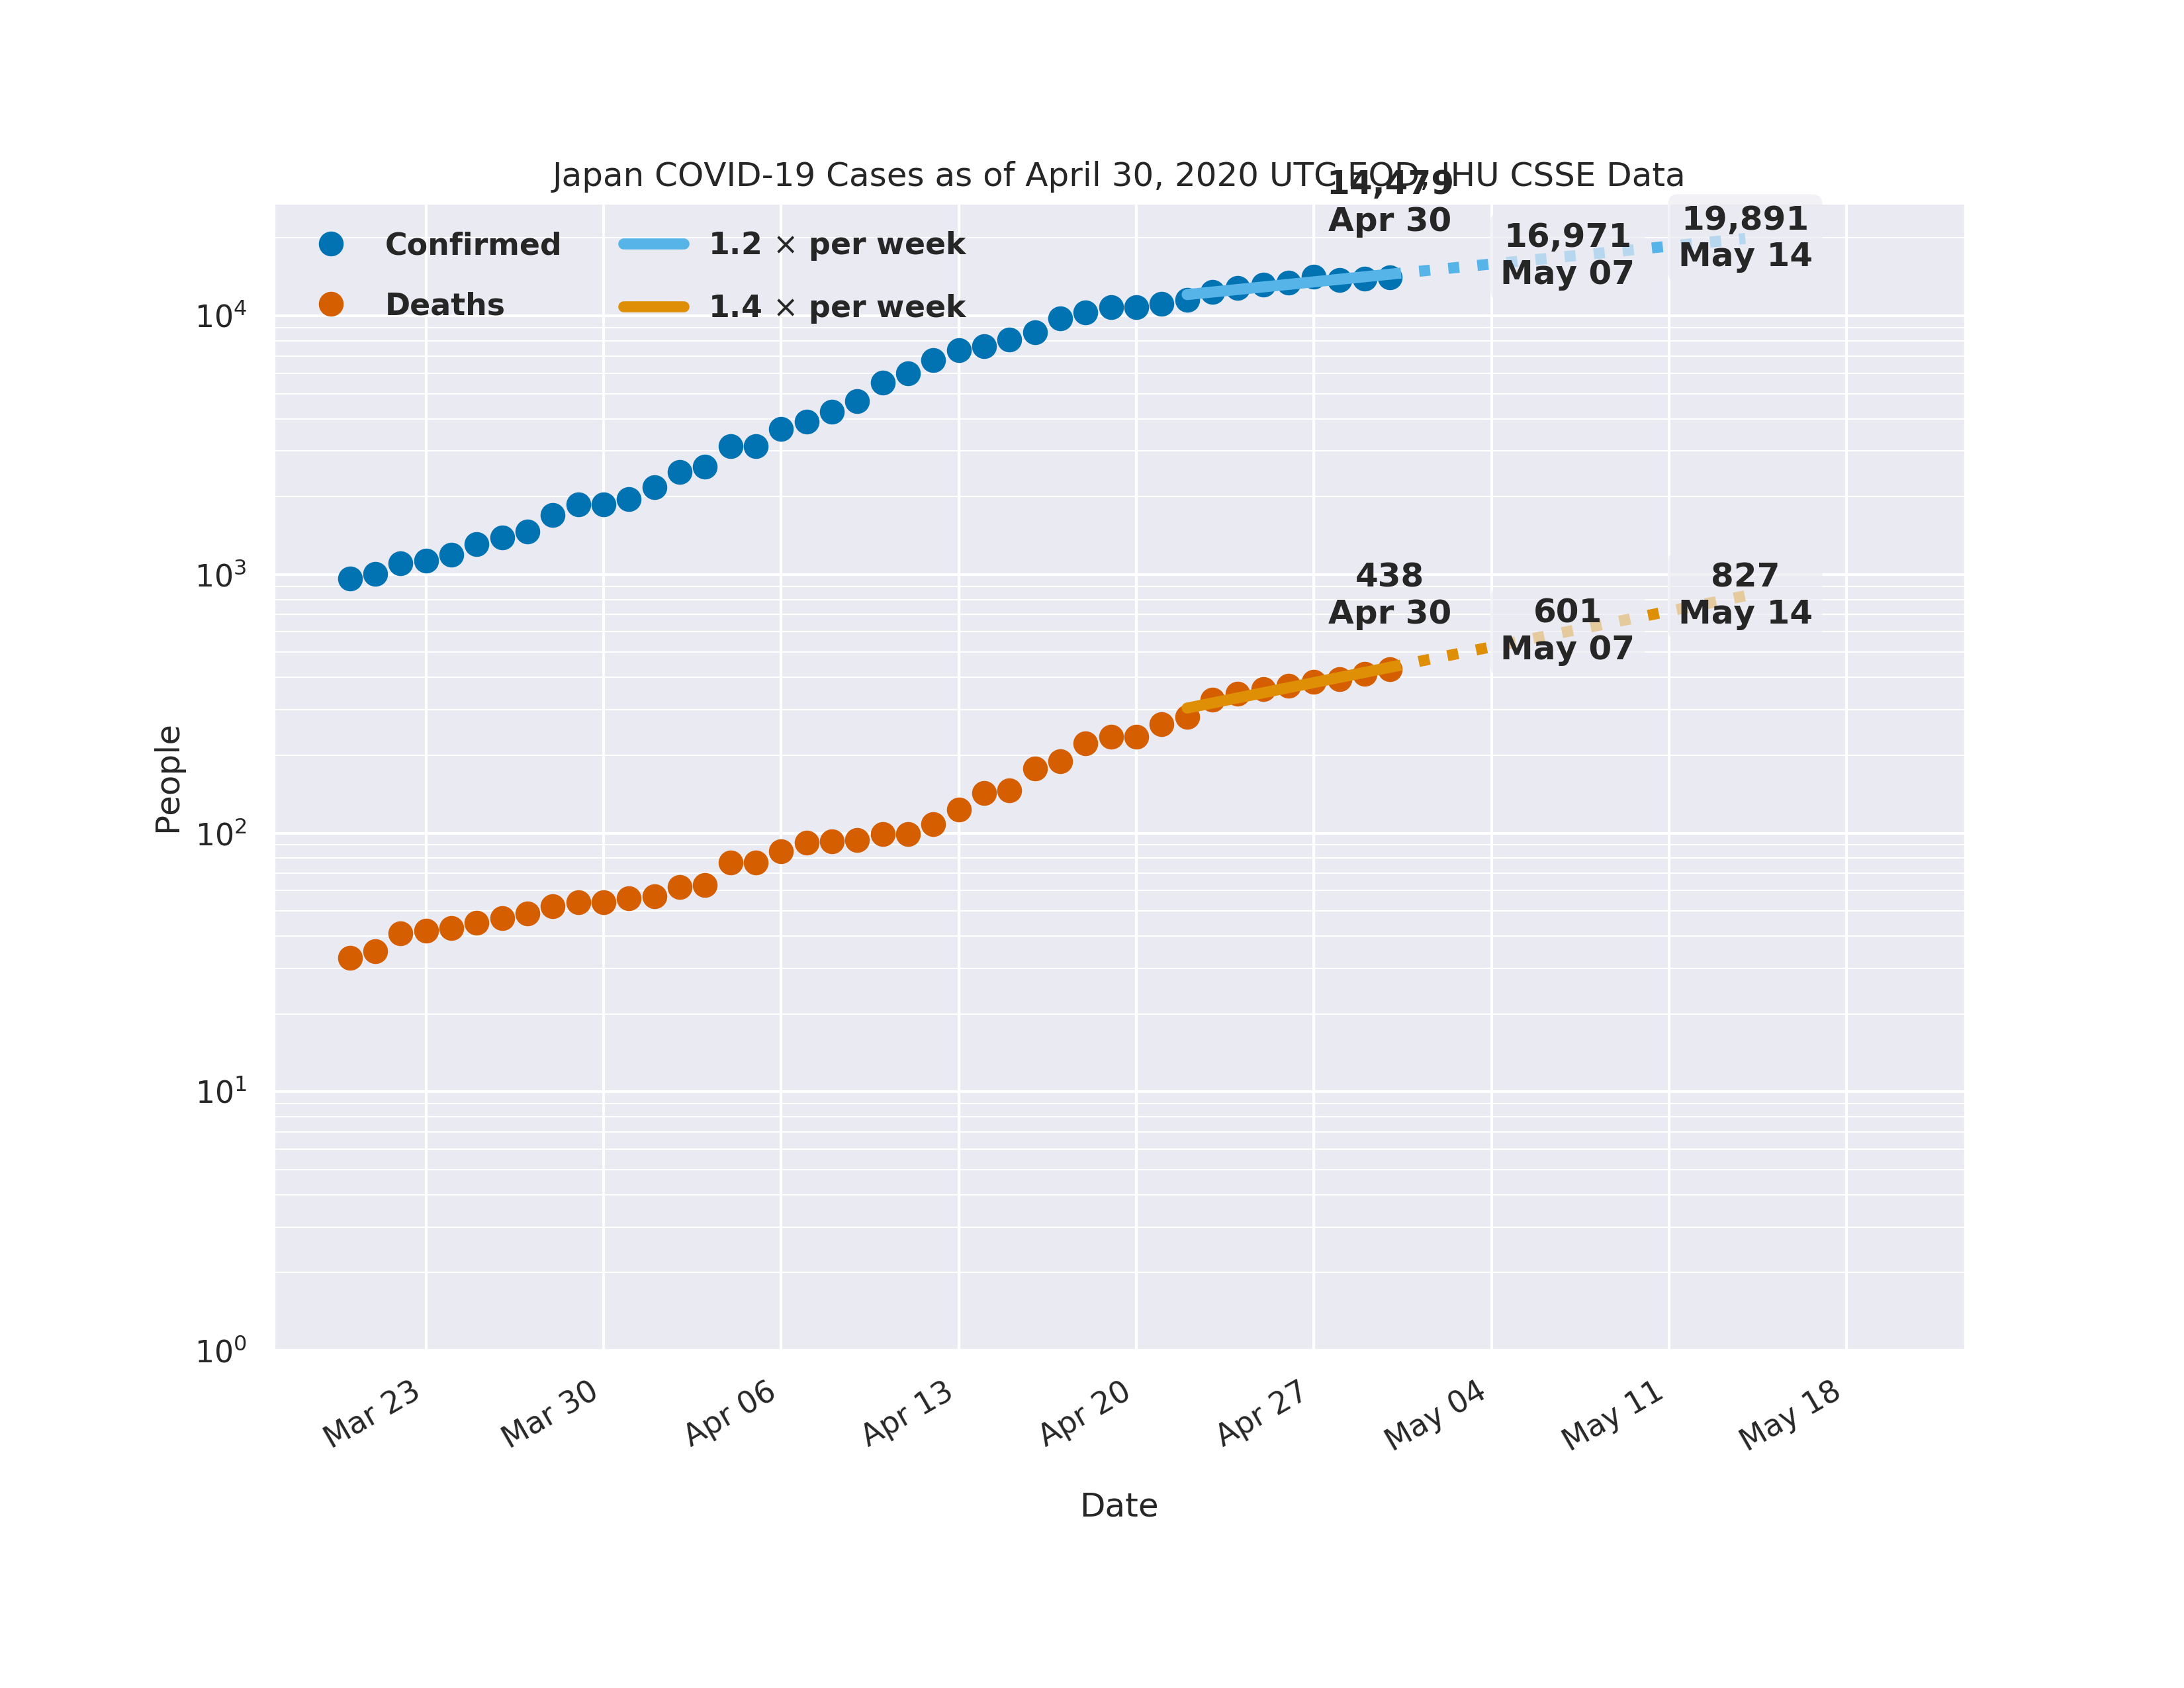 Japan COVID-19 Cases as of April 30, 2020 UTC EOD, JHU CSSE Data
14,479
Apr 30
16,971
May 07
19,891
May 14
Confirmed
Deaths
1.2 × per week
1.4 × per week
438
Apr 30
601
May 07
827
May 14
People
10⁴
10³
10²
10¹
10⁰
Mar 23
Mar 30
Apr 06
Apr 13
Apr 20
Apr 27
May 04
May 11
May 18
Date